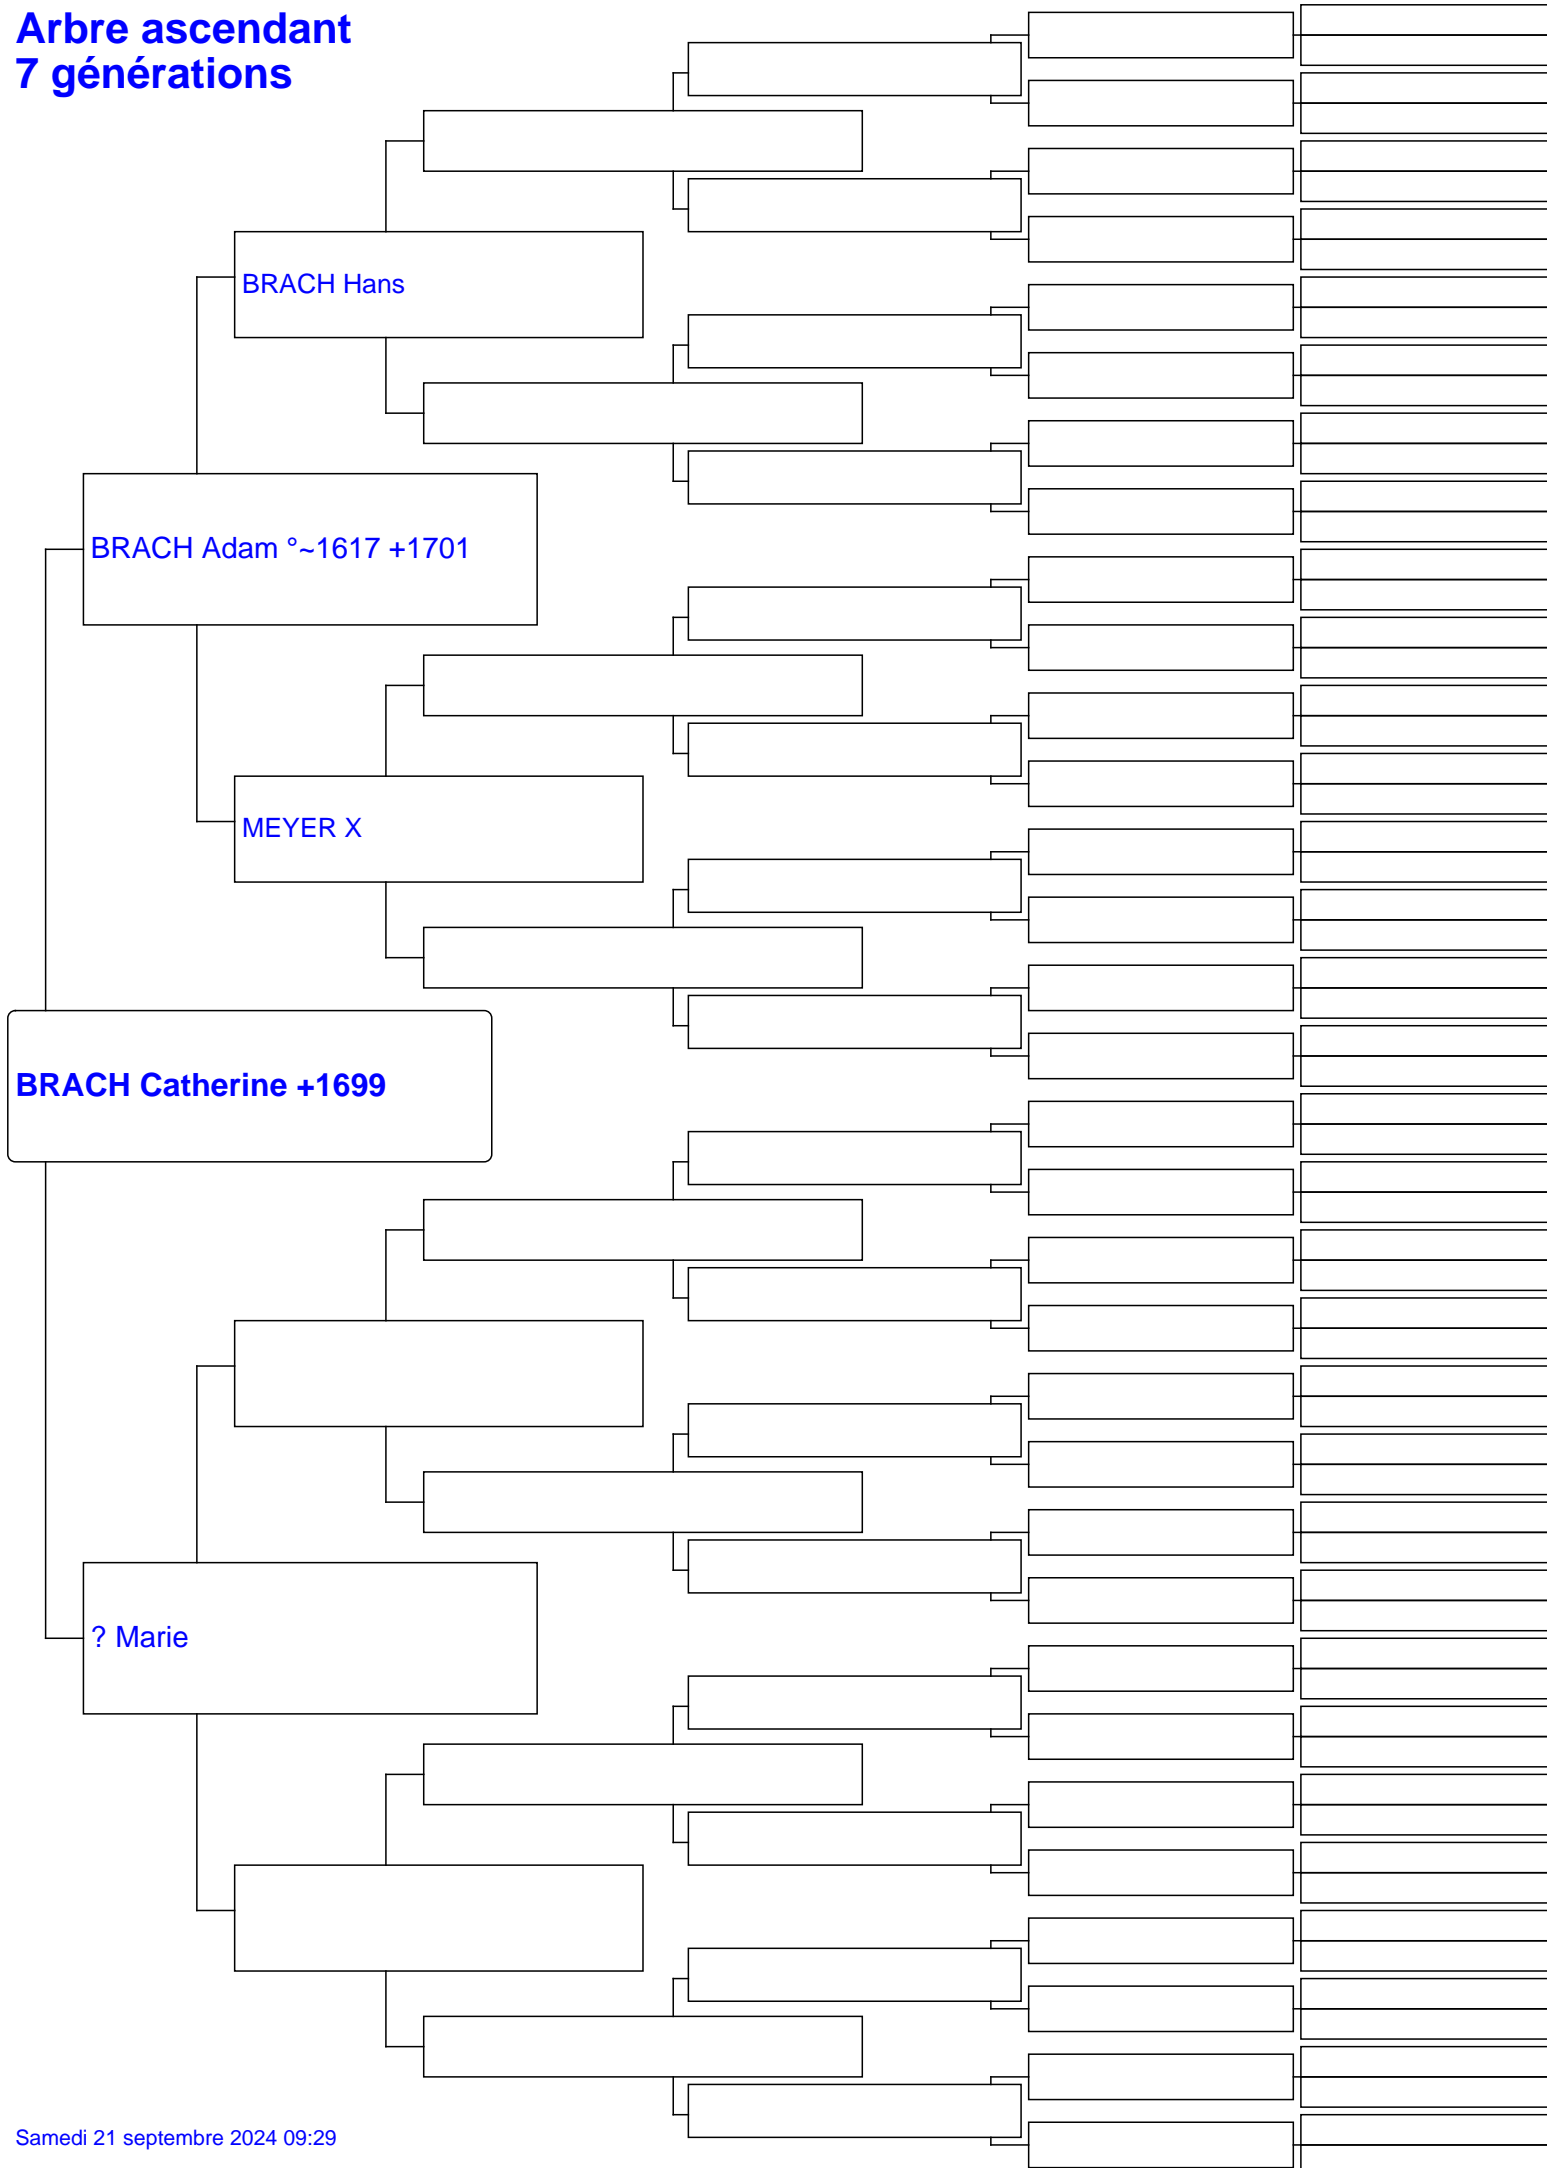 Arbre ascendant
7 générations
BRACH Hans
BRACH Adam °~1617 +1701
MEYER X
BRACH Catherine +1699
? Marie
Samedi 21 septembre 2024 09:29